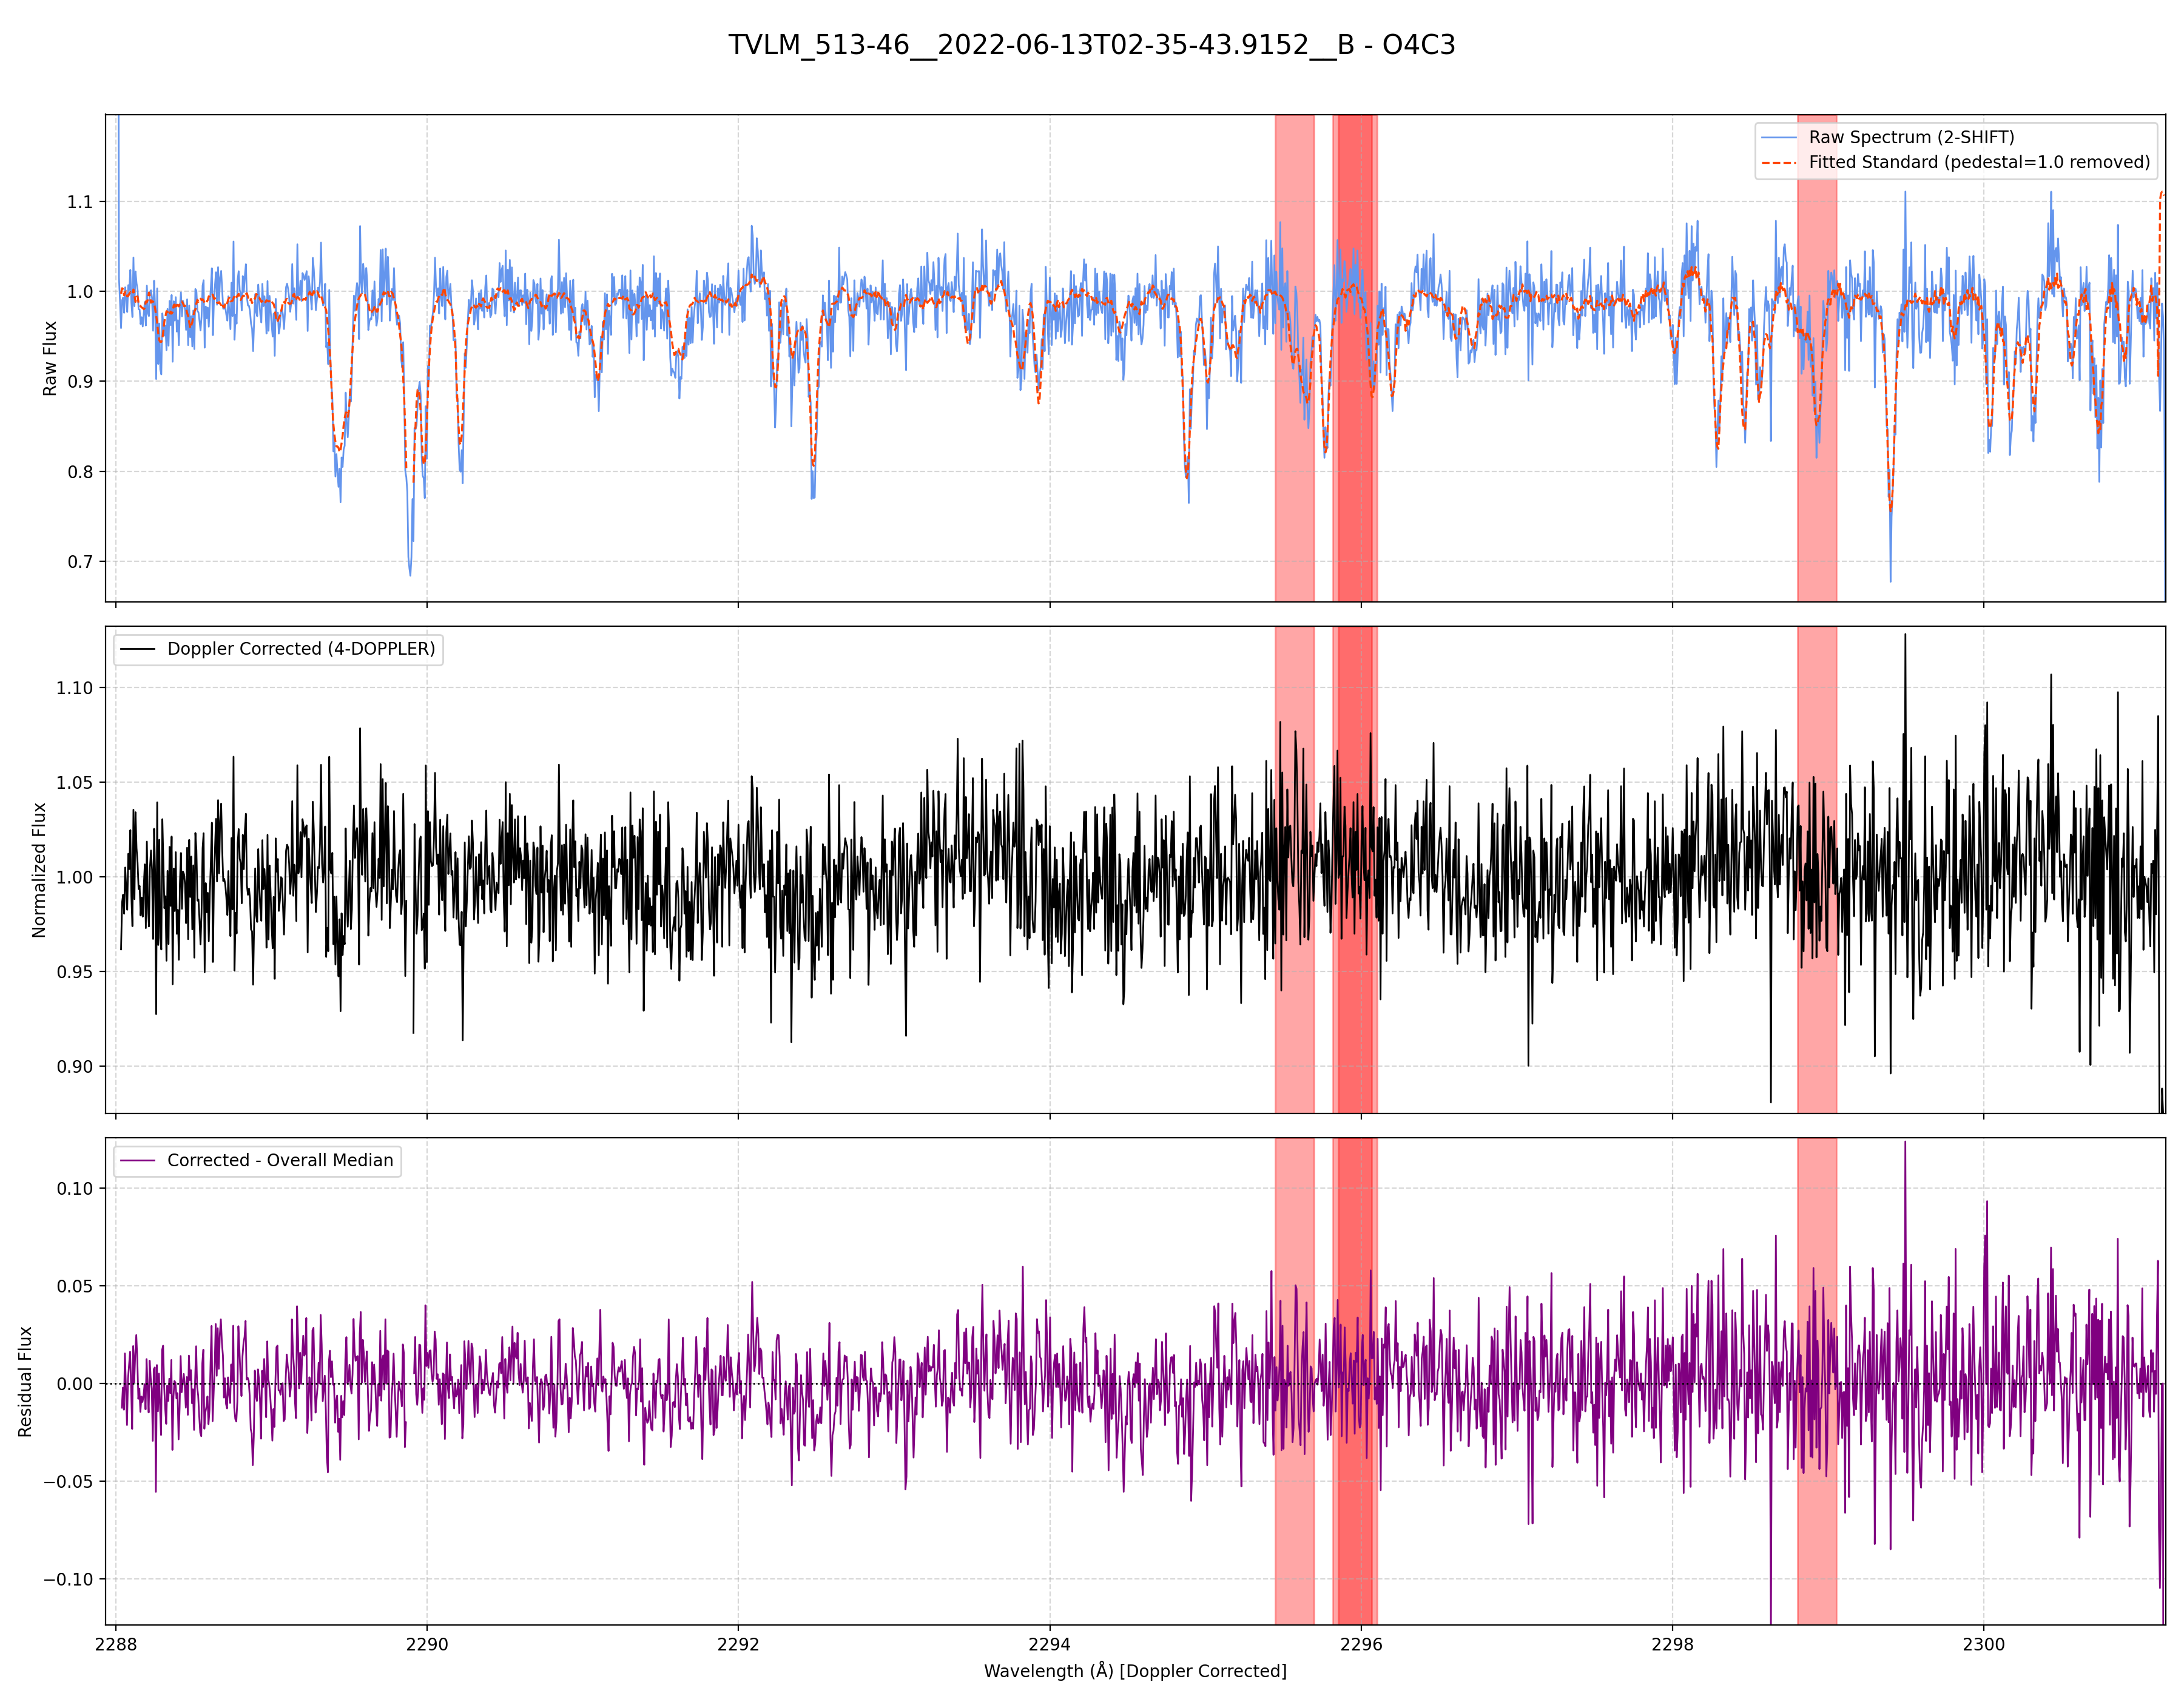 TVLM_513-46__2022-06-13T02-35-43.9152__B - O4C3
Raw Spectrum (2-SHIFT)
Fitted Standard (pedestal=1.0 removed)
Raw Flux
1.1
1.0
0.9
0.8
0.7
Doppler Corrected (4-DOPPLER)
Normalized Flux
1.10
1.05
1.00
0.95
0.90
Corrected - Overall Median
Residual Flux
0.10
0.05
0.00
−0.05
−0.10
2288 2290 2292 2294 2296 2298 2300
Wavelength (Å) [Doppler Corrected]